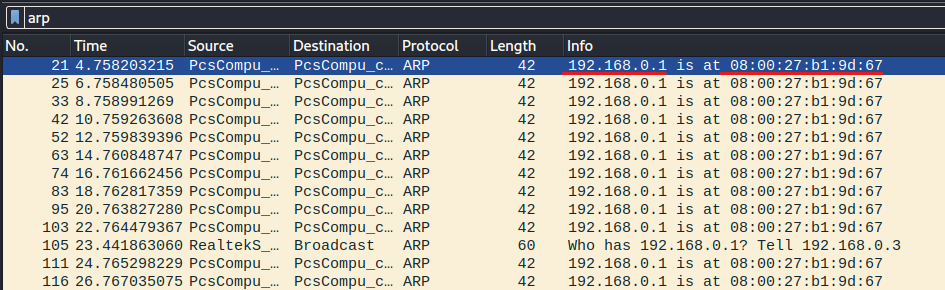 arp
No. Time Source Destination Protocol Length Info
21 4.758203215 PcsCompu_… PcsCompu_c… ARP 42 192.168.0.1 is at 08:00:27:b1:9d:67
25 6.758480505 PcsCompu_… PcsCompu_c… ARP 42 192.168.0.1 is at 08:00:27:b1:9d:67
33 8.758991269 PcsCompu_… PcsCompu_c… ARP 42 192.168.0.1 is at 08:00:27:b1:9d:67
42 10.759263608 PcsCompu_… PcsCompu_c… ARP 42 192.168.0.1 is at 08:00:27:b1:9d:67
52 12.759839396 PcsCompu_… PcsCompu_c… ARP 42 192.168.0.1 is at 08:00:27:b1:9d:67
63 14.760848747 PcsCompu_… PcsCompu_c… ARP 42 192.168.0.1 is at 08:00:27:b1:9d:67
74 16.761662456 PcsCompu_… PcsCompu_c… ARP 42 192.168.0.1 is at 08:00:27:b1:9d:67
83 18.762817359 PcsCompu_… PcsCompu_c… ARP 42 192.168.0.1 is at 08:00:27:b1:9d:67
95 20.763827280 PcsCompu_… PcsCompu_c… ARP 42 192.168.0.1 is at 08:00:27:b1:9d:67
103 22.764479367 PcsCompu_… PcsCompu_c… ARP 42 192.168.0.1 is at 08:00:27:b1:9d:67
105 23.441863060 RealtekS_… Broadcast ARP 60 Who has 192.168.0.1? Tell 192.168.0.3
111 24.765298229 PcsCompu_… PcsCompu_c… ARP 42 192.168.0.1 is at 08:00:27:b1:9d:67
116 26.767035075 PcsCompu_… PcsCompu_c… ARP 42 192.168.0.1 is at 08:00:27:b1:9d:67